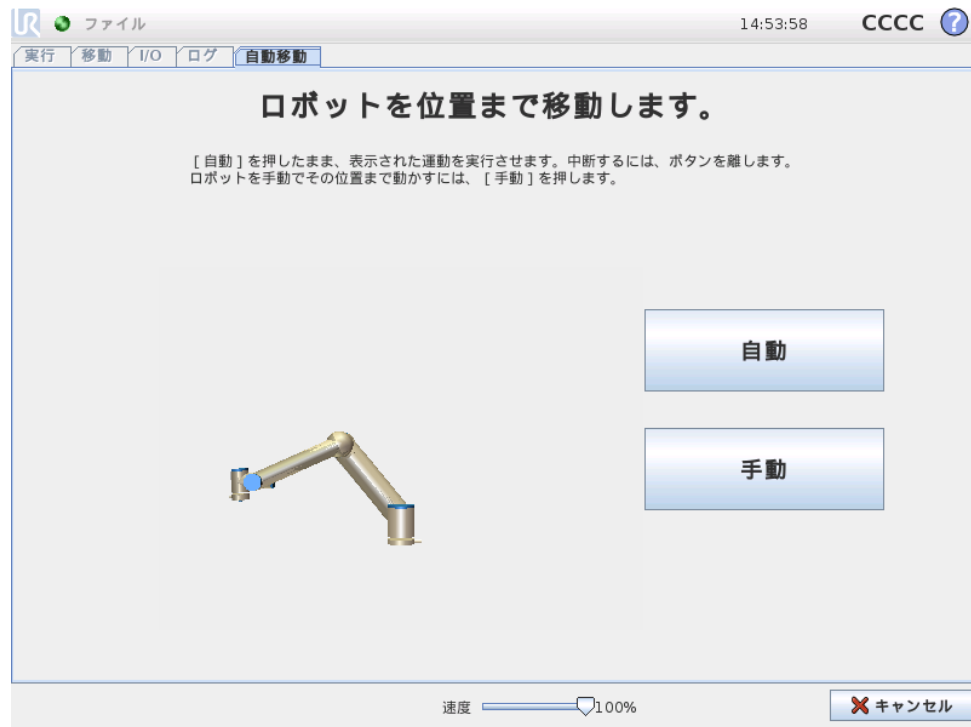 UR ファイル 14:53:58 CCCC ?
実行 移動 I/O ログ 自動移動
ロボットを位置まで移動します。
[ 自動 ] を押したまま、表示された運動を実行させます。中断するには、ボタンを離します。
ロボットを手動でその位置まで動かすには、 [ 手動 ] を押します。
自動
手動
速度 100% キャンセル